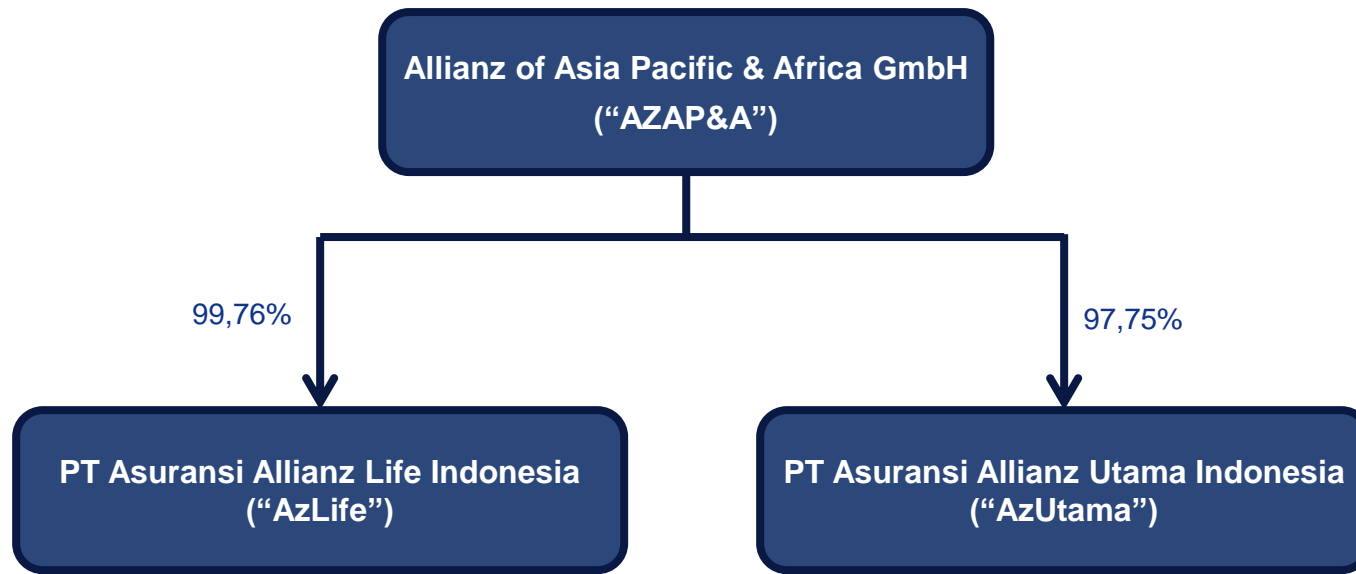 Allianz of Asia Pacific & Africa GmbH
(“AZAP&A”)
99,76%
97,75%
PT Asuransi Allianz Life Indonesia
(“AzLife”)
PT Asuransi Allianz Utama Indonesia
(“AzUtama”)